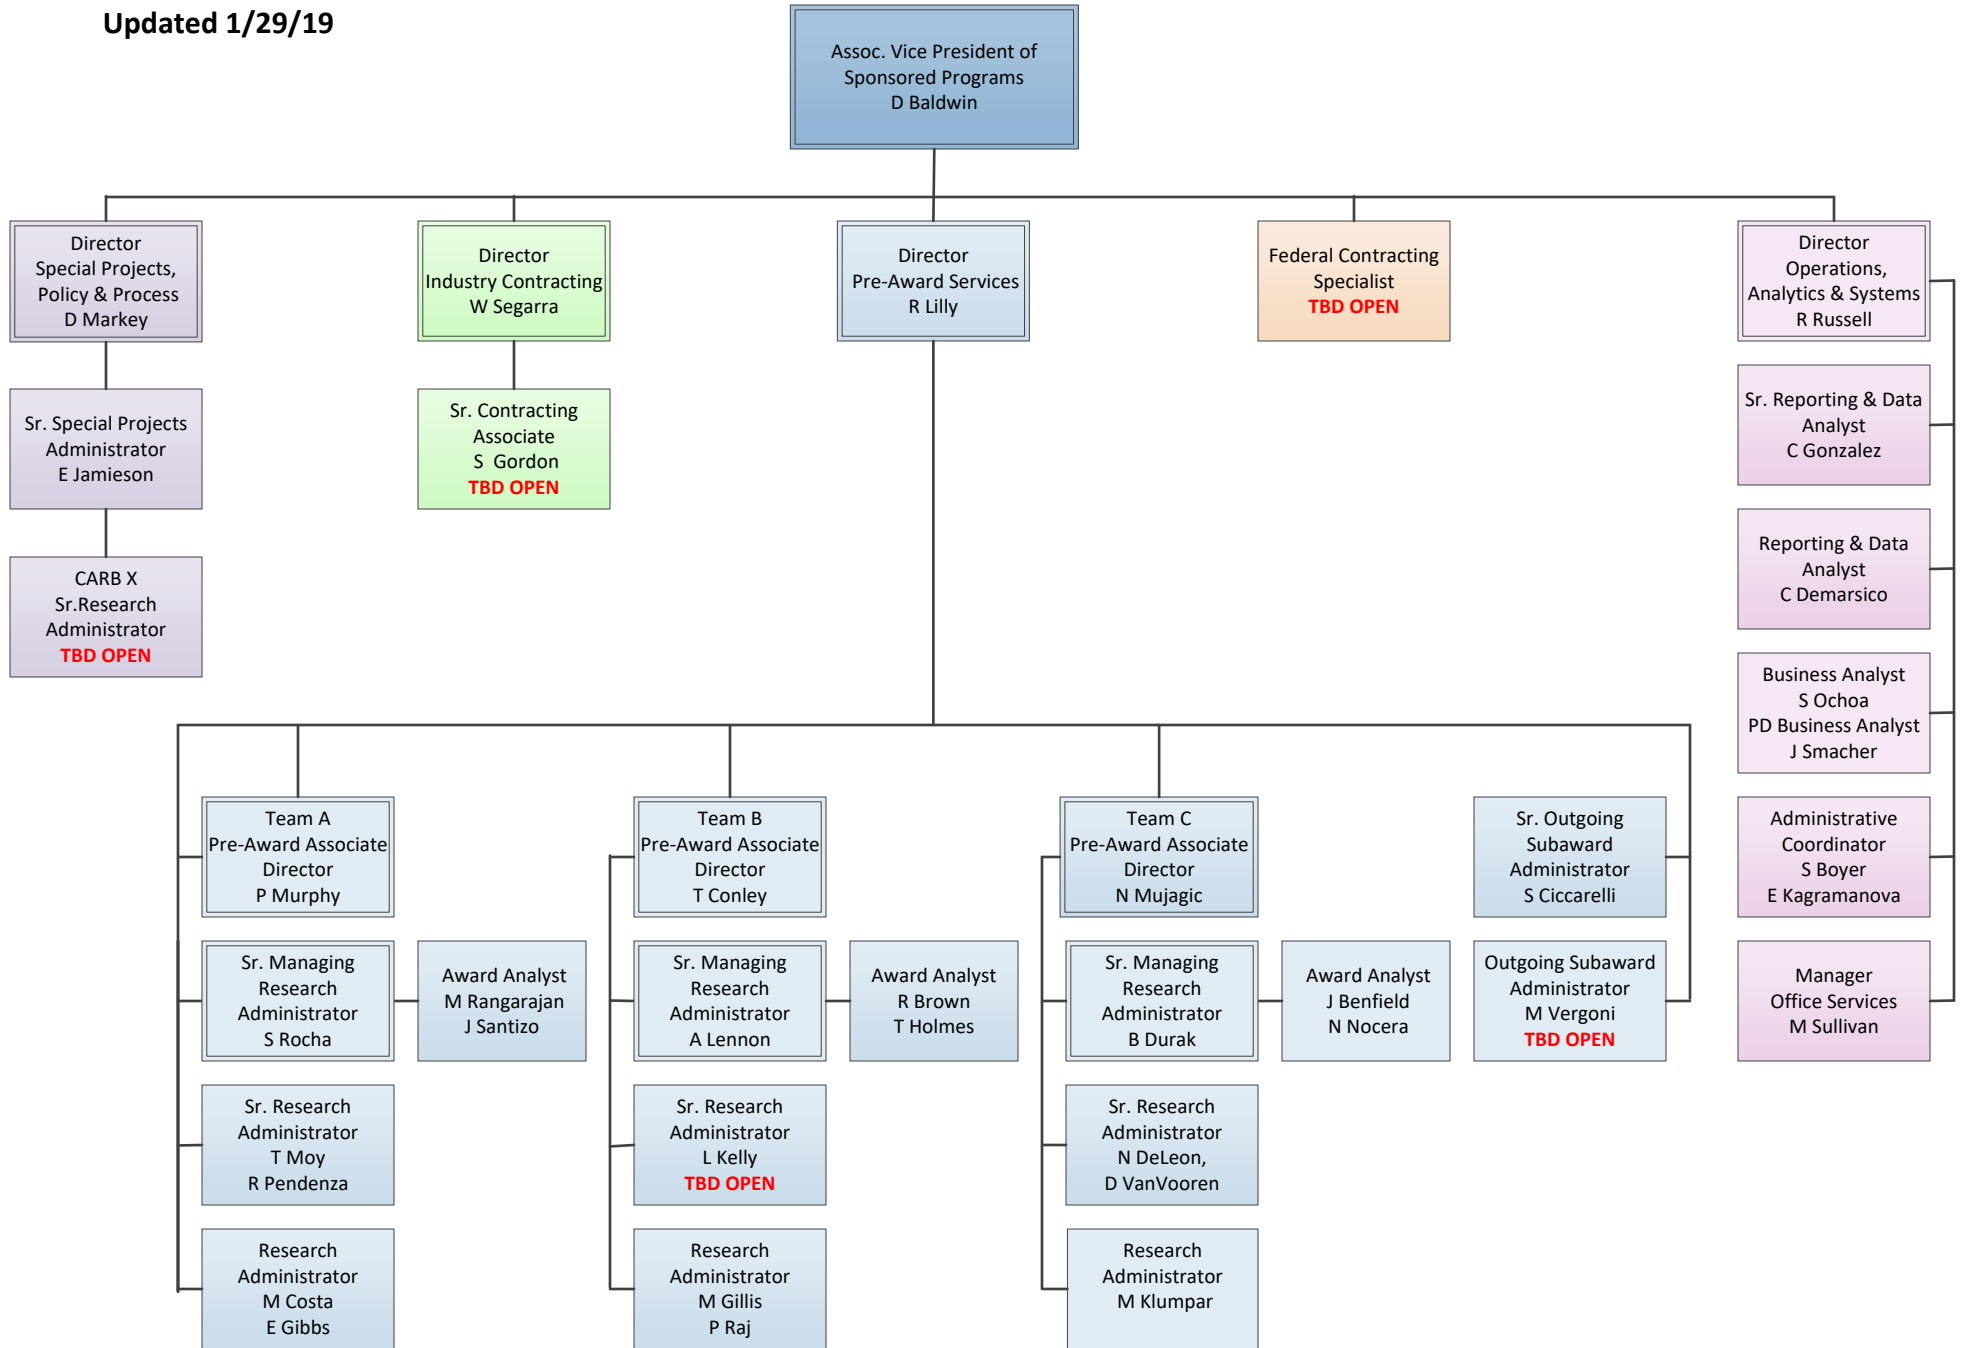 Updated 1/29/19
Assoc. Vice President of
Sponsored Programs
D Baldwin
Director
Special Projects,
Policy & Process
D Markey
Director
Industry Contracting
W Segarra
Director
Pre-Award Services
R Lilly
Federal Contracting
Specialist
TBD OPEN
Director
Operations,
Analytics & Systems
R Russell
Sr. Special Projects
Administrator
E Jamieson
Sr. Contracting
Associate
S  Gordon
TBD OPEN
Sr. Reporting & Data
Analyst
C Gonzalez
CARB X
Sr.Research
Administrator
TBD OPEN
Reporting & Data
Analyst
C Demarsico
Business Analyst
S Ochoa
PD Business Analyst
J Smacher
Team A
Pre-Award Associate
Director
P Murphy
Team B
Pre-Award Associate
Director
T Conley
Team C
Pre-Award Associate
Director
N Mujagic
Sr. Outgoing
Subaward
Administrator
S Ciccarelli
Administrative
Coordinator
S Boyer
E Kagramanova
Sr. Managing
Research
Administrator
S Rocha
Award Analyst
M Rangarajan
J Santizo
Sr. Managing
Research
Administrator
A Lennon
Award Analyst
R Brown
T Holmes
Sr. Managing
Research
Administrator
B Durak
Award Analyst
J Benfield
N Nocera
Outgoing Subaward
Administrator
M Vergoni
TBD OPEN
Manager
Office Services
M Sullivan
Sr. Research
Administrator
T Moy
R Pendenza
Sr. Research
Administrator
L Kelly
TBD OPEN
Sr. Research
Administrator
N DeLeon,
D VanVooren
Research
Administrator
M Costa
E Gibbs
Research
Administrator
M Gillis
P Raj
Research
Administrator
M Klumpar